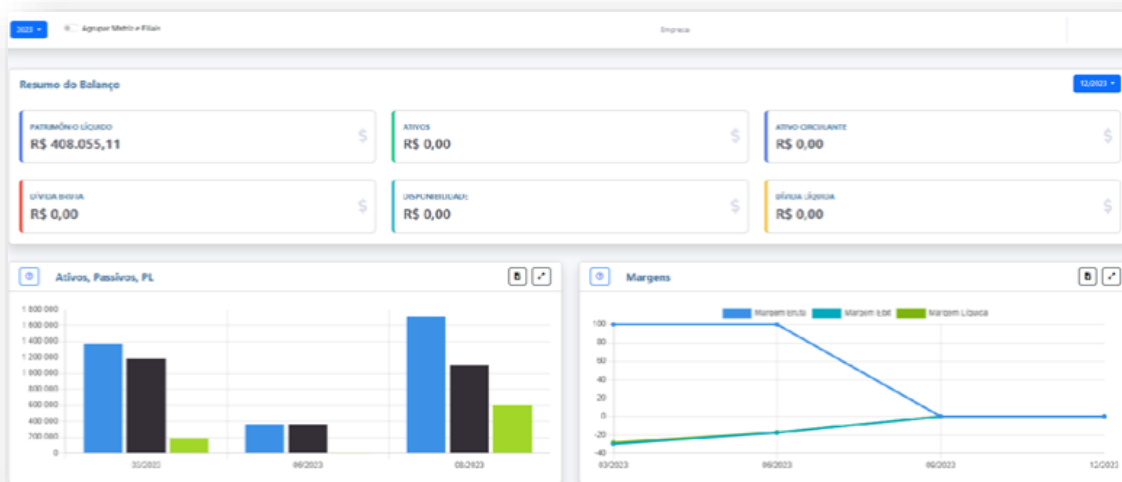 2023
Agrupar Matriz e Filiais
Empresa
Resumo do Balanço
12/2023
PATRIMÔNIO LÍQUIDO
R$ 408.055,11
ATIVOS
R$ 0,00
ATIVO CIRCULANTE
R$ 0,00
DÍVIDA BRUTA
R$ 0,00
DISPONIBILIDADE
R$ 0,00
DÍVIDA LÍQUIDA
R$ 0,00
Ativos, Passivos, PL
1 800 000
1 600 000
1 400 000
1 200 000
1 000 000
800 000
600 000
400 000
200 000
0
06/2023
Margens
Margem Bruta
Margem Ebit
Margem Líquida
100
80
60
40
20
0
-20
-40
03/2023
06/2023
12/2023